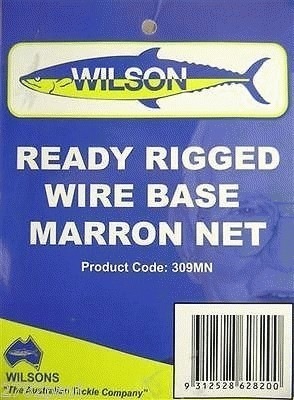 WILSON
READY RIGGED
WIRE BASE
MARRON NET
Product Code: 309MN
WILSONS
"The Australian Tackle Company"
9 312528 628200